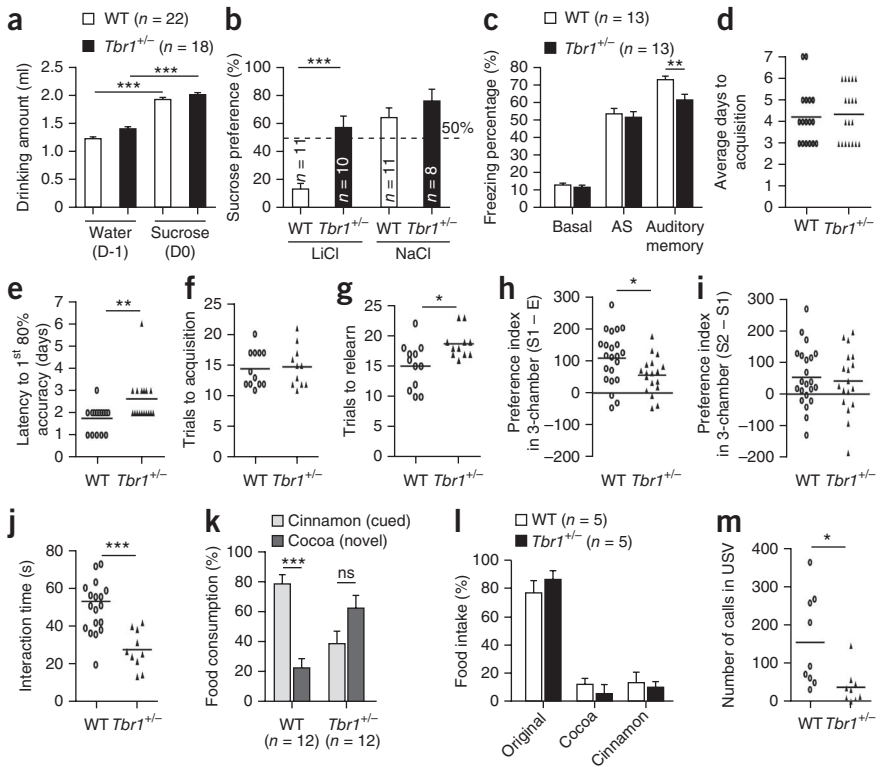 a
WT (n = 22)
Tbr1+/– (n = 18)
Drinking amount (ml)
2.5
2.0
1.5
1.0
0.5
0
***
***
Water
(D-1)
Sucrose
(D0)
b
Sucrose preference (%)
100
80
60
40
20
0
***
50%
n = 11
n = 10
n = 11
n = 8
WT Tbr1+/– WT Tbr1+/–
LiCl
NaCl
c
WT (n = 13)
Tbr1+/– (n = 13)
Freezing percentage (%)
80
70
60
50
40
30
20
10
0
**
Basal
AS
Auditory
memory
d
Average days to
acquisition
7
6
5
4
3
2
1
0
WT Tbr1+/–
e
Latency to 1st 80%
accuracy (days)
7
6
5
4
3
2
1
0
**
WT Tbr1+/–
f
Trials to acquisition
25
20
15
10
5
0
WT Tbr1+/–
g
Trials to relearn
25
20
15
10
5
0
*
WT Tbr1+/–
h
Preference index
in 3-chamber (S1 – E)
300
200
100
0
–100
–200
*
WT Tbr1+/–
i
Preference index
in 3-chamber (S2 – S1)
300
200
100
0
–100
–200
WT Tbr1+/–
j
Interaction time (s)
80
60
40
20
0
***
WT Tbr1+/–
k
Cinnamon (cued)
Cocoa (novel)
Food consumption (%)
100
80
60
40
20
0
***
ns
WT
(n = 12)
Tbr1+/–
(n = 12)
l
WT (n = 5)
Tbr1+/– (n = 5)
Food intake (%)
100
80
60
40
20
0
Original
Cocoa
Cinnamon
m
Number of calls in USV
400
300
200
100
0
*
WT Tbr1+/–